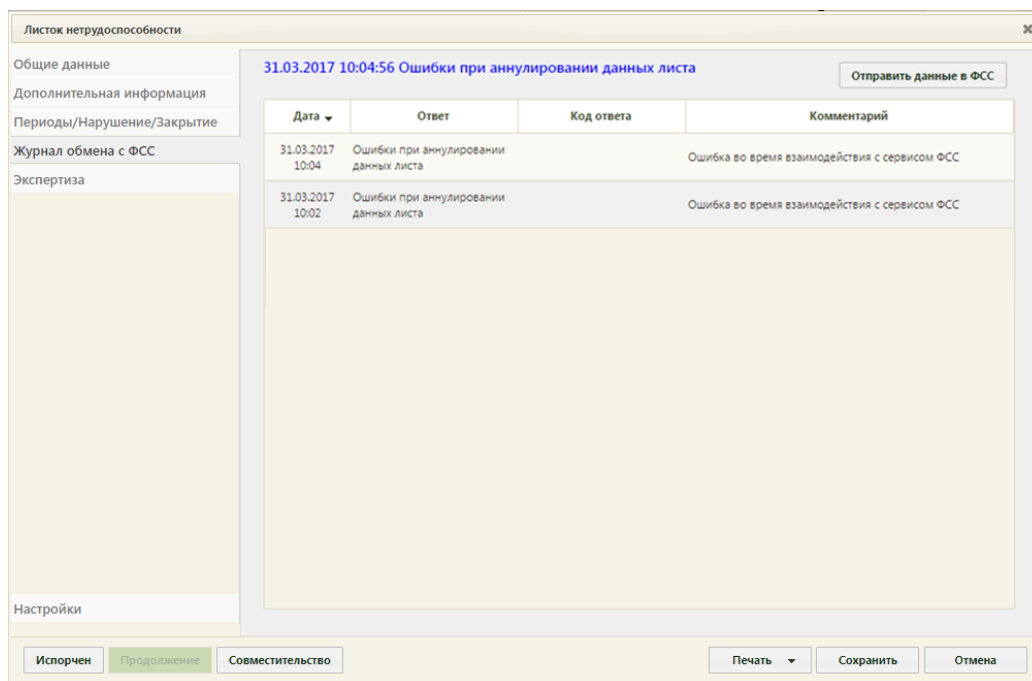 Листок нетрудоспособности
Общие данные
Дополнительная информация
Периоды/Нарушение/Закрытие
Журнал обмена с ФСС
Экспертиза
Настройки
31.03.2017 10:04:56 Ошибки при аннулировании данных листа
Отправить данные в ФСС
Дата Ответ Код ответа Комментарий
31.03.2017 Ошибки при аннулировании
10:04 данных листа Ошибка во время взаимодействия с сервисом ФСС
31.03.2017 Ошибки при аннулировании
10:02 данных листа Ошибка во время взаимодействия с сервисом ФСС
Испорчен Продолжение Совместительство Печать Сохранить Отмена